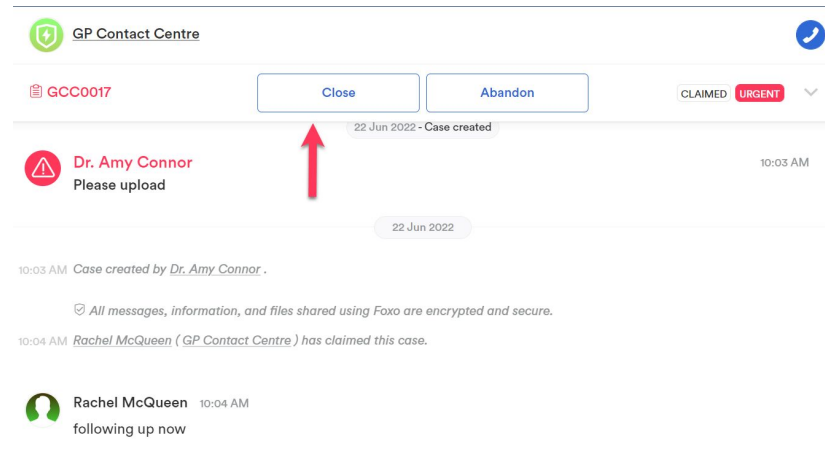 GP Contact Centre
GCC0017 Close Abandon CLAIMED URGENT
22 Jun 2022 - Case created
Dr. Amy Connor 10:03 AM
Please upload
22 Jun 2022
10:03 AM Case created by Dr. Amy Connor .
All messages, information, and files shared using Foxo are encrypted and secure.
10:04 AM Rachel McQueen ( GP Contact Centre ) has claimed this case.
Rachel McQueen 10:04 AM
following up now